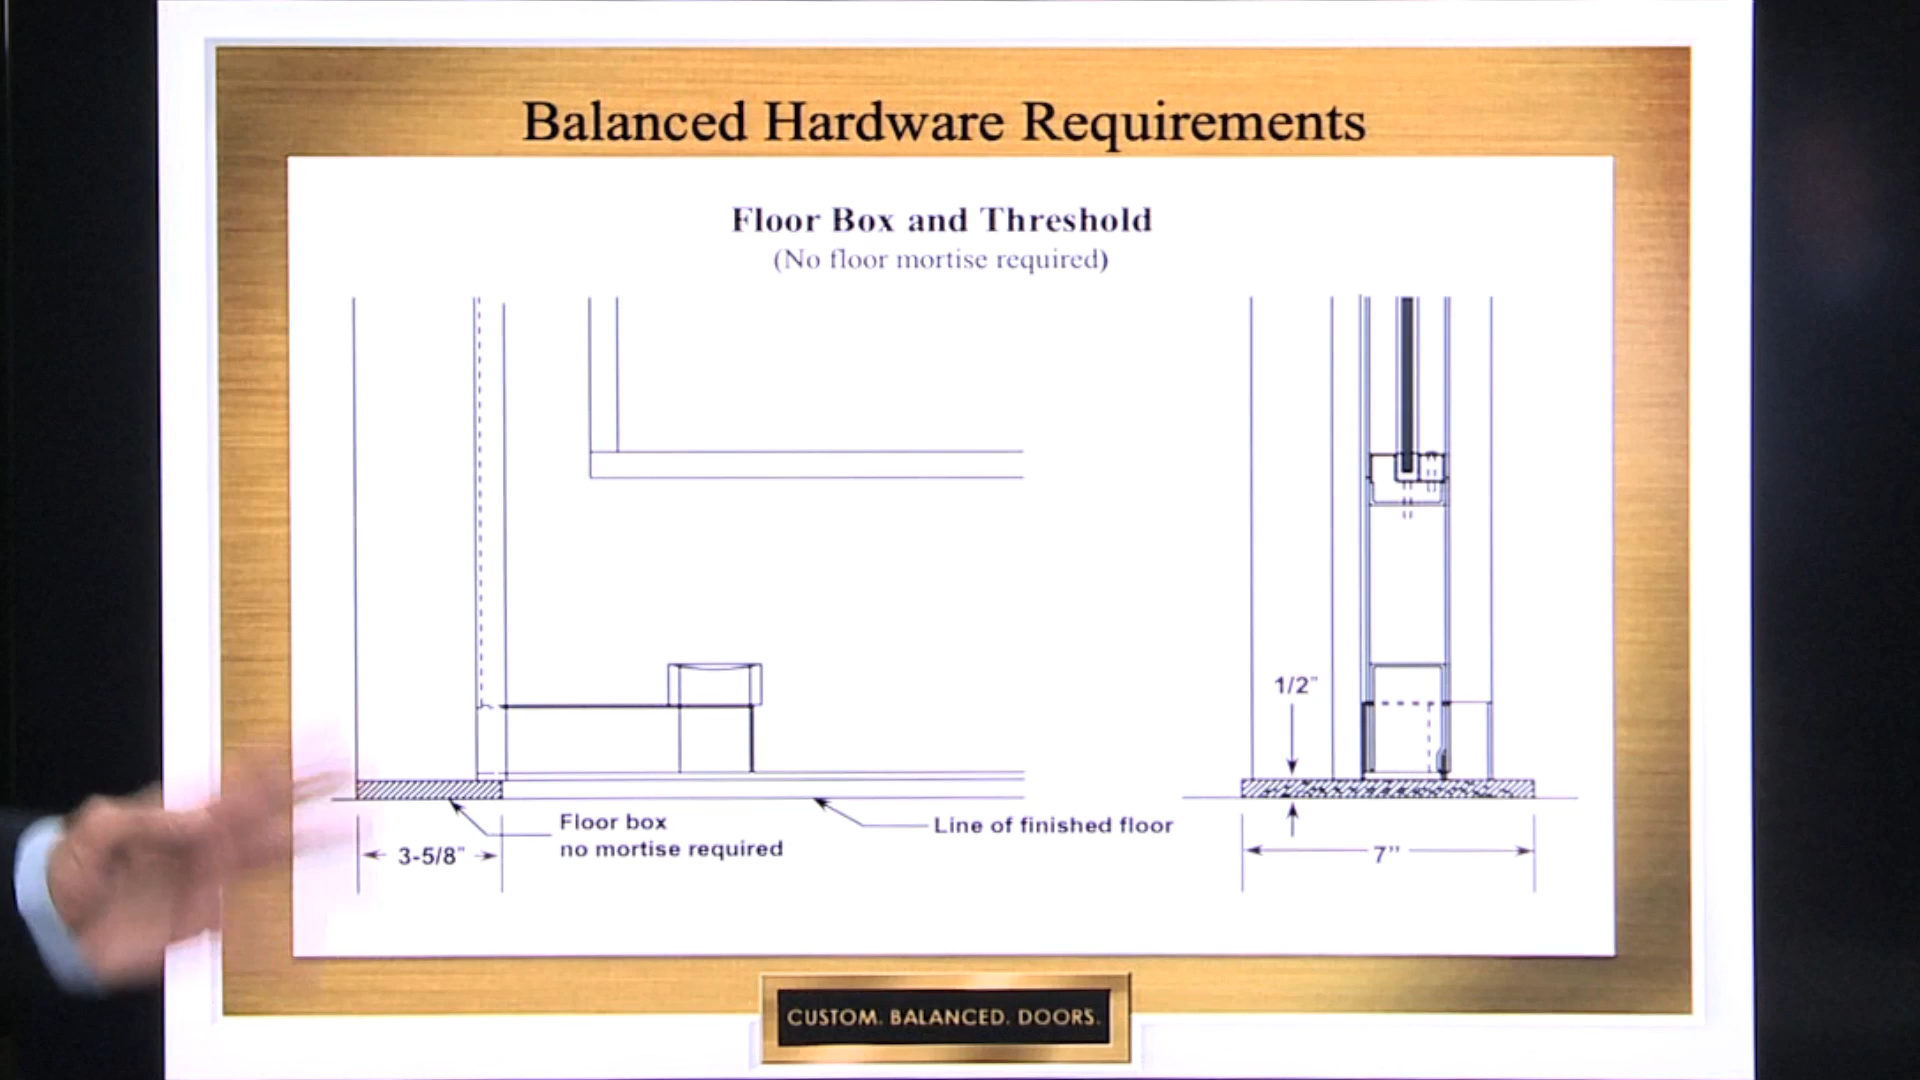 Balanced Hardware Requirements
Floor Box and Threshold
(No floor mortise required)
1/2"
Floor box
no mortise required
Line of finished floor
3-5/8"
7"
CUSTOM. BALANCED. DOORS.